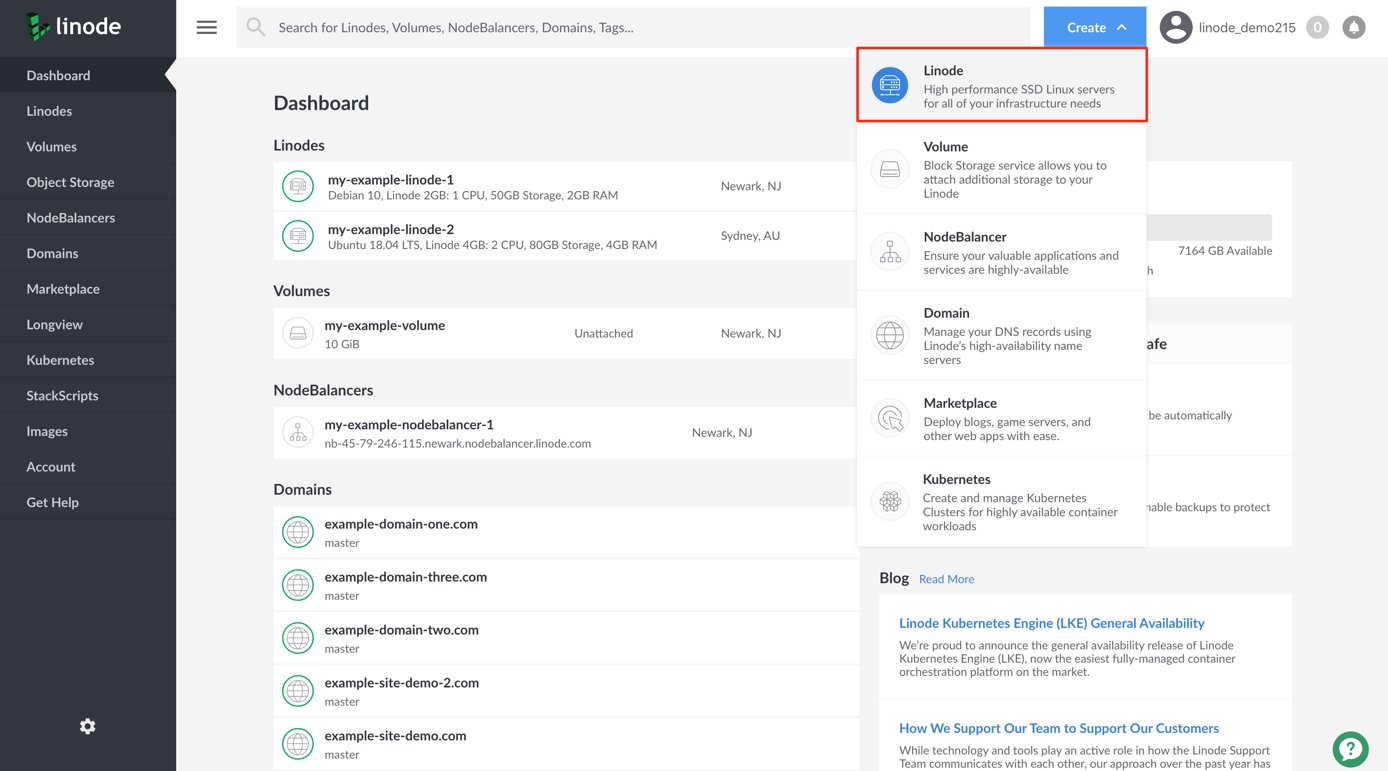 linode
Search for Linodes, Volumes, NodeBalancers, Domains, Tags...
Create
linode_demo215
0
Dashboard
Linodes
Volumes
Object Storage
NodeBalancers
Domains
Marketplace
Longview
Kubernetes
StackScripts
Images
Account
Get Help
Dashboard
Linodes
my-example-linode-1
Debian 10, Linode 2GB: 1 CPU, 50GB Storage, 2GB RAM
Newark, NJ
my-example-linode-2
Ubuntu 18.04 LTS, Linode 4GB: 2 CPU, 80GB Storage, 4GB RAM
Sydney, AU
Volumes
my-example-volume
10 GiB
Unattached
Newark, NJ
NodeBalancers
my-example-nodebalancer-1
nb-45-79-246-115.newark.nodebalancer.linode.com
Newark, NJ
Domains
example-domain-one.com
master
example-domain-three.com
master
example-domain-two.com
master
example-site-demo-2.com
master
example-site-demo.com
master
Linode
High performance SSD Linux servers
for all of your infrastructure needs
Volume
Block Storage service allows you to
attach additional storage to your
Linode
NodeBalancer
Ensure your valuable applications and
services are highly-available
Domain
Manage your DNS records using
Linode's high-availability name
servers
Marketplace
Deploy blogs, game servers, and
other web apps with ease.
Kubernetes
Create and manage Kubernetes
Clusters for highly available container
workloads
7164 GB Available
be automatically
backups to protect
Blog
Read More
Linode Kubernetes Engine (LKE) General Availability
We're proud to announce the general availability release of Linode
Kubernetes Engine (LKE), now the easiest fully-managed container
orchestration platform on the market.
How We Support Our Team to Support Our Customers
While technology and tools play an active role in how the Linode Support
Team communicates with each other, our approach over the past year has
?